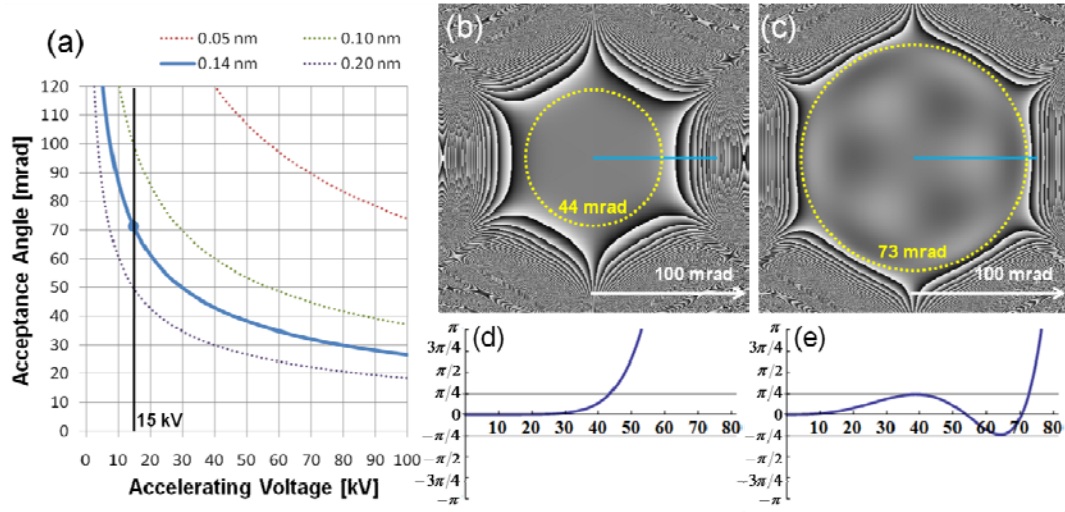 (a)
0.05 nm
0.10 nm
0.14 nm
0.20 nm
Acceptance Angle [mrad]
120
110
100
90
80
70
60
50
40
30
20
10
0
15 kV
0 10 20 30 40 50 60 70 80 90 100
Accelerating Voltage [kV]
(b)
44 mrad
100 mrad
(c)
73 mrad
100 mrad
(d)
π
3π/4
π/2
π/4
0
−π/4
−π/2
−3π/4
−π
10 20 30 40 50 60 70 80
(e)
π
3π/4
π/2
π/4
0
−π/4
−π/2
−3π/4
−π
10 20 30 40 50 60 70 80